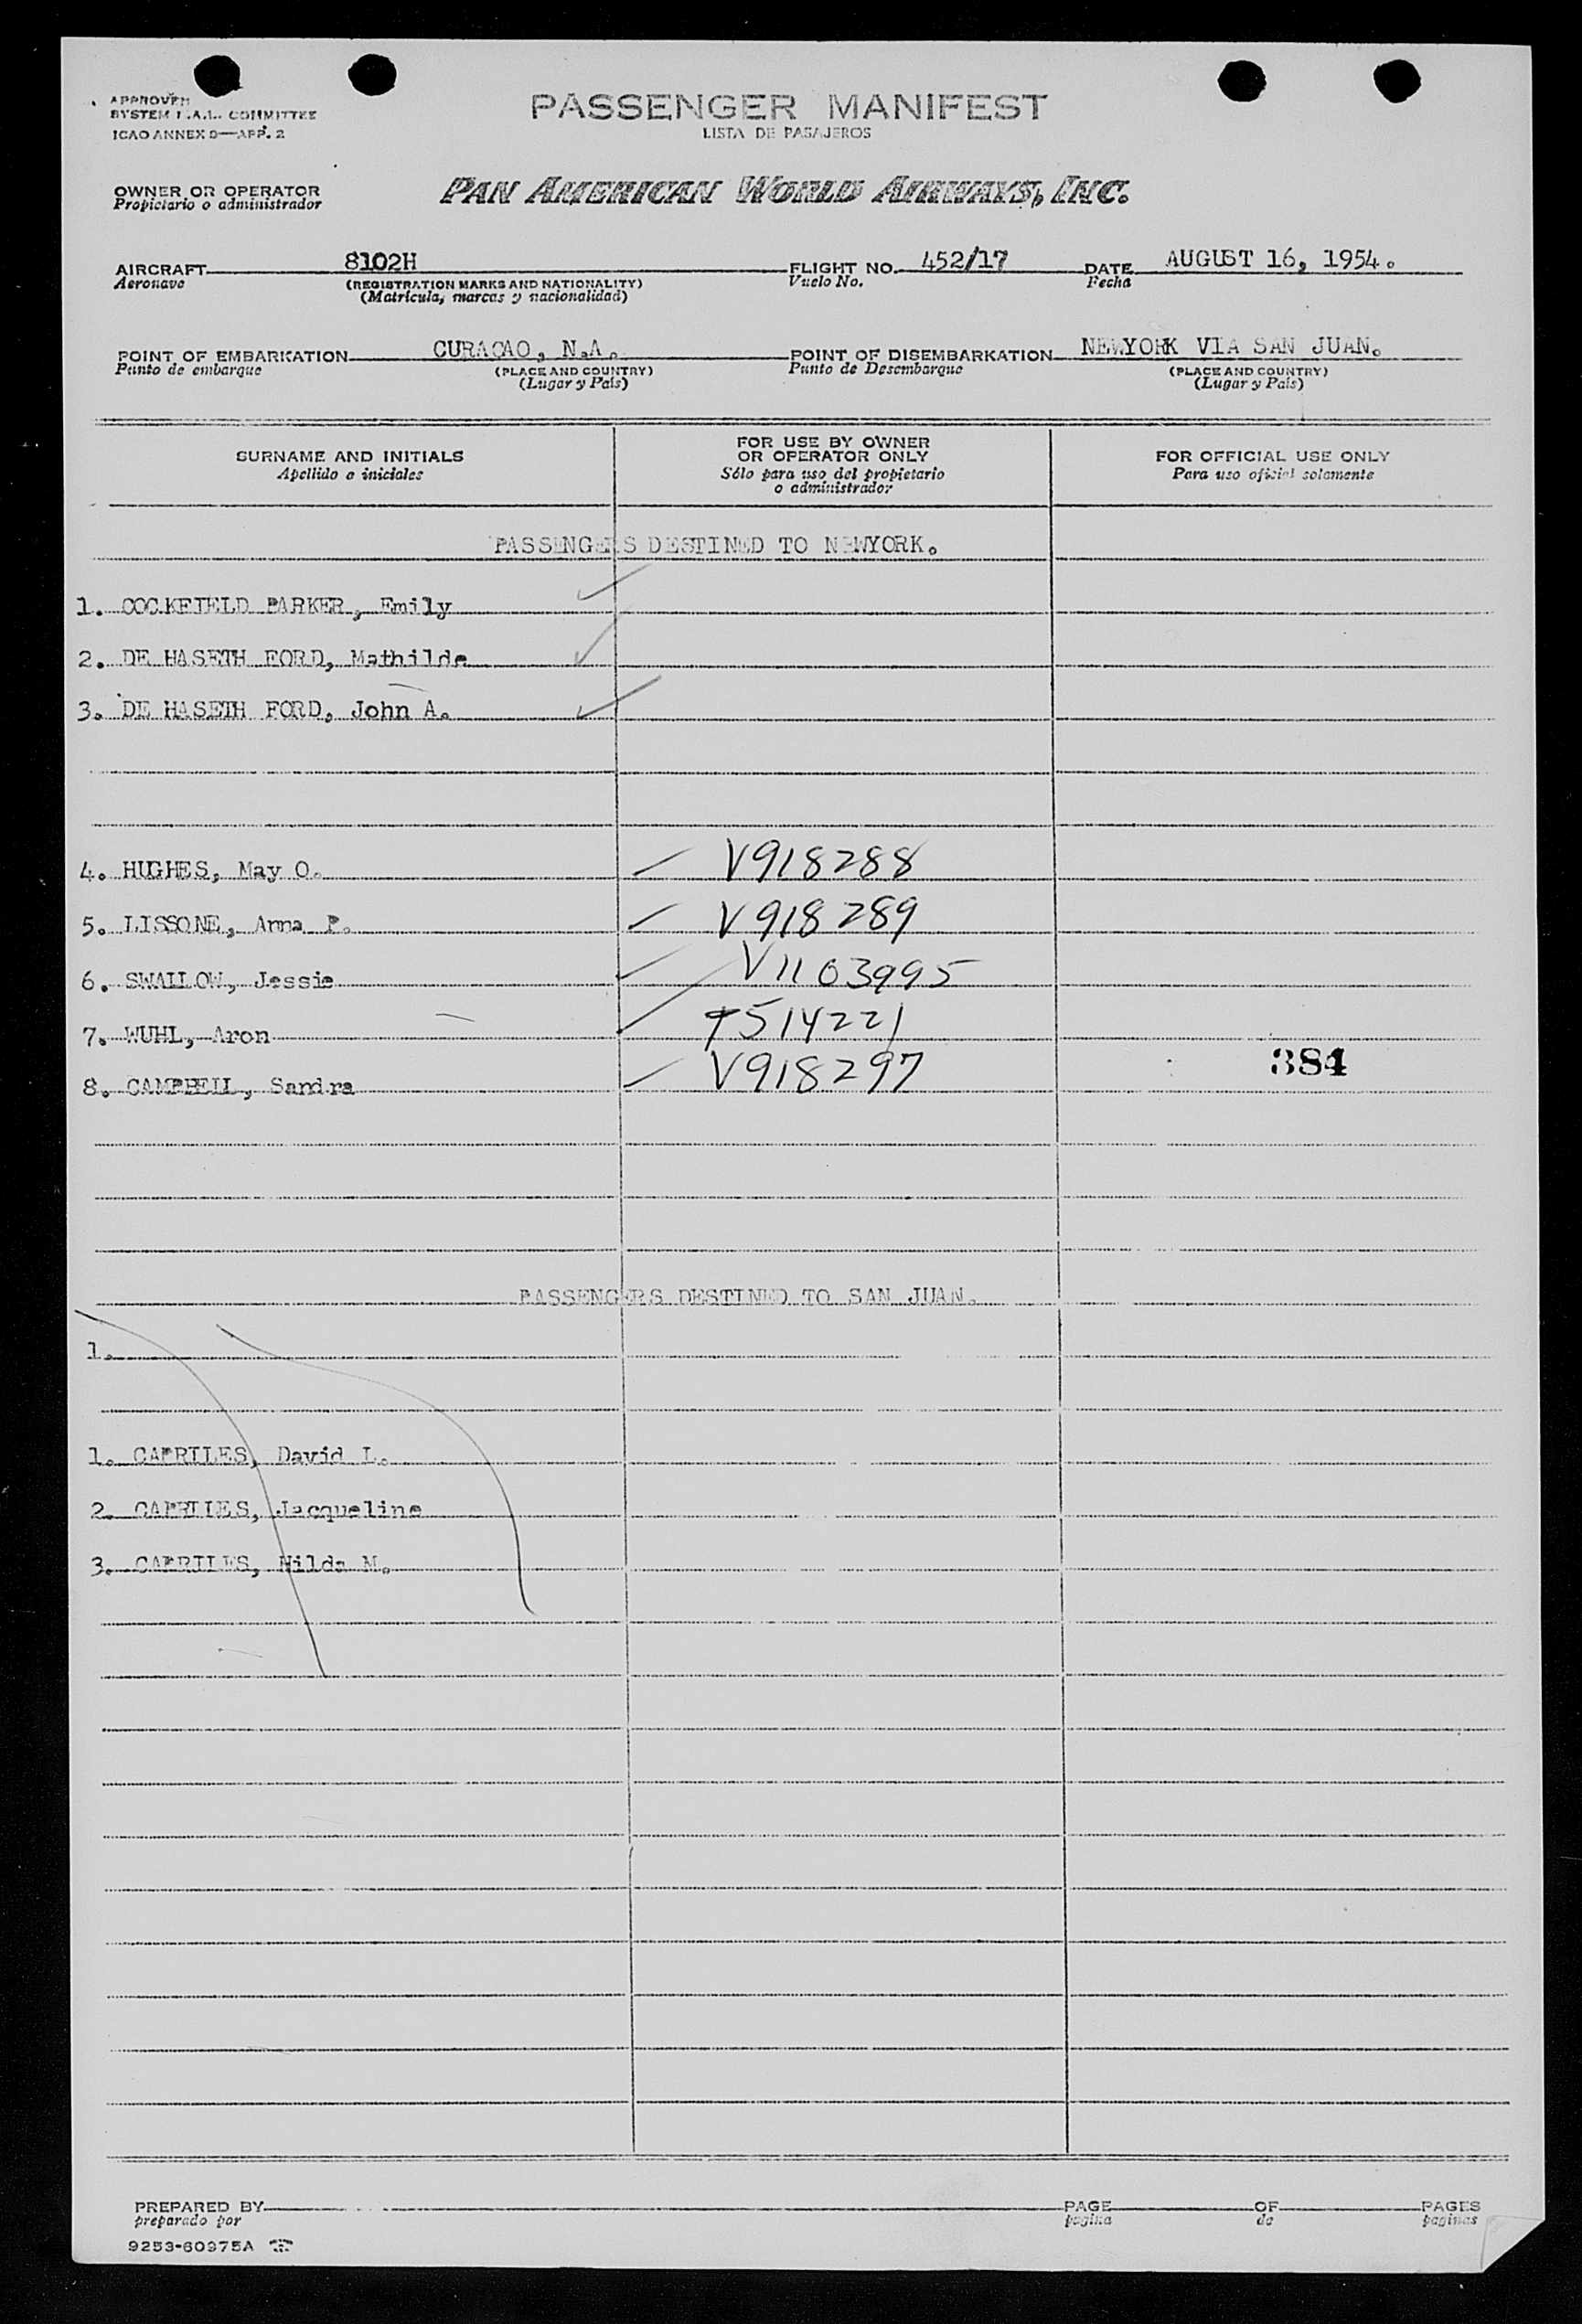 APPROVED
SYSTEM F.A.L. COMMITTEE
ICAO ANNEX 9—APP. 2
PASSENGER MANIFEST
LISTA DE PASAJEROS
OWNER OR OPERATOR
Propietario o administrador
PAN AMERICAN WORLD AIRWAYS, INC.
AIRCRAFT 8102H FLIGHT NO. 452/17 DATE AUGUST 16, 1954.
Aeronave (REGISTRATION MARKS AND NATIONALITY) Vuelo No. Fecha
(Matricula, marcas y nacionalidad)
POINT OF EMBARKATION CURACAO, N.A. POINT OF DISEMBARKATION NEWYORK VIA SAN JUAN.
Punto de embarque (PLACE AND COUNTRY) Punto de Desembarque (PLACE AND COUNTRY)
(Lugar y País) (Lugar y País)
SURNAME AND INITIALS
Apellido o iniciales
FOR USE BY OWNER
OR OPERATOR ONLY
Sólo para uso del propietario
o administrador
FOR OFFICIAL USE ONLY
Para uso oficial solamente
PASSENGERS DESTINED TO NEWYORK.
1. COCKFIELD PARKER, Emily
2. DE HASETH FORD, Mathilde
3. DE HASETH FORD, John A.
4. HUGHES, May O. V918288
5. LISSONE, Anna P. V918289
6. SWALLOW, Jessie V1103995
7. WUHL, Aron T514221
8. CAMPBELL, Sandra V918297 384
PASSENGERS DESTINED TO SAN JUAN.
1.
1. CAPRILES, David L.
2. CAPRILES, Jacqueline
3. CAPRILES, Hilda M.
PREPARED BY PAGE OF PAGES
preparado por pagina de paginas
9253-60975A